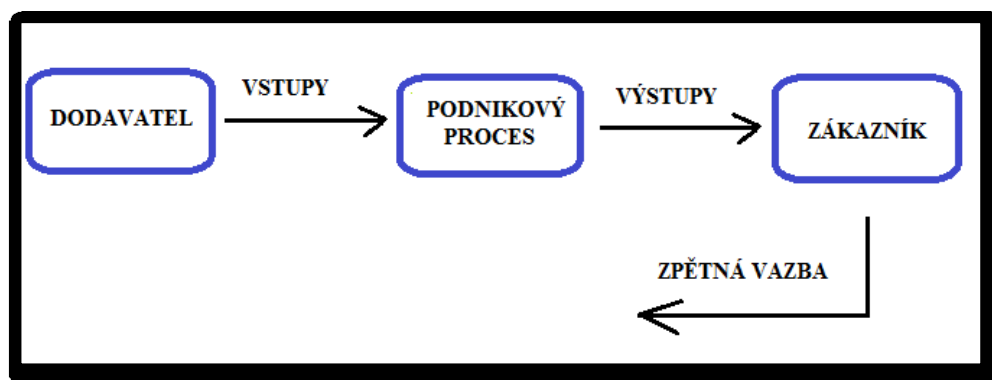 DODAVATEL
VSTUPY
PODNIKOVÝ
PROCES
VÝSTUPY
ZÁKAZNÍK
ZPĚTNÁ VAZBA